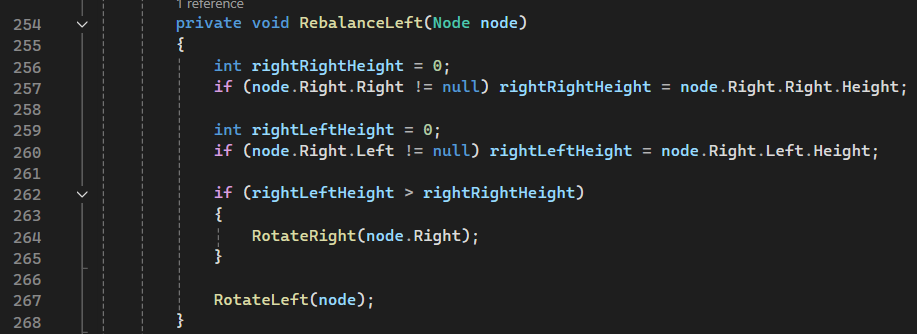 1 reference
254 private void RebalanceLeft(Node node)
255 {
256 int rightRightHeight = 0;
257 if (node.Right.Right != null) rightRightHeight = node.Right.Right.Height;
258
259 int rightLeftHeight = 0;
260 if (node.Right.Left != null) rightLeftHeight = node.Right.Left.Height;
261
262 if (rightLeftHeight > rightRightHeight)
263 {
264 RotateRight(node.Right);
265 }
266
267 RotateLeft(node);
268 }